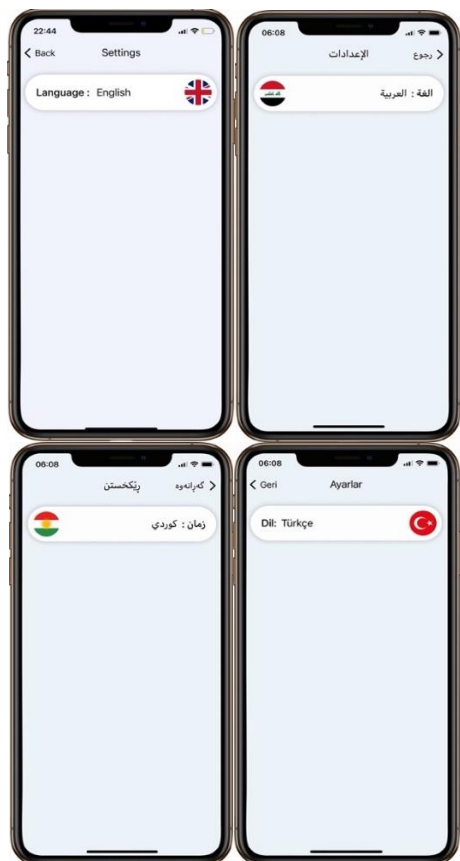 22:44
Back
Settings
Language : English
06:08
رجوع
الإعدادات
الغة : العربية
06:08
گەڕانەوە
ڕێکخستن
زمان : كوردي
06:08
Geri
Ayarlar
Dil: Türkçe